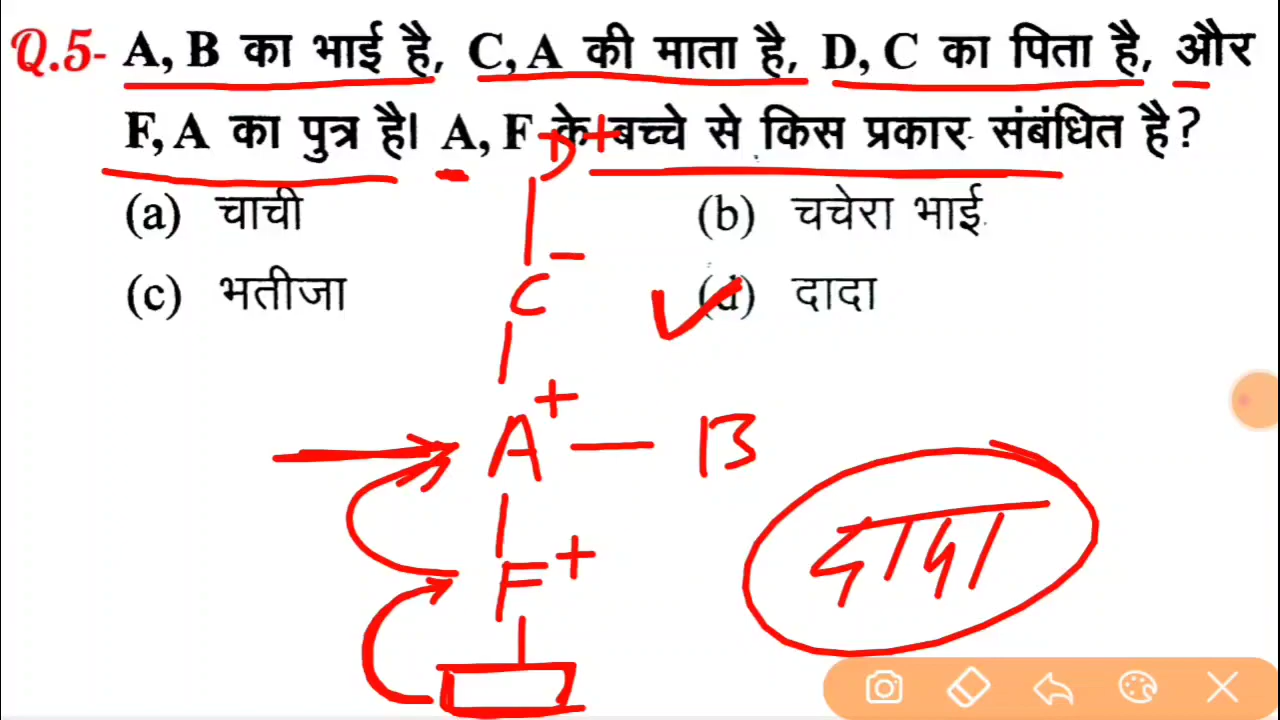 Q.5- A, B का भाई है, C, A की माता है, D, C का पिता है, और
F, A का पुत्र है। A, F के बच्चे से किस प्रकार संबंधित है?
(a) चाची (b) चचेरा भाई
(c) भतीजा (d) दादा
D+
-
C
A+ — B
F+
दादा